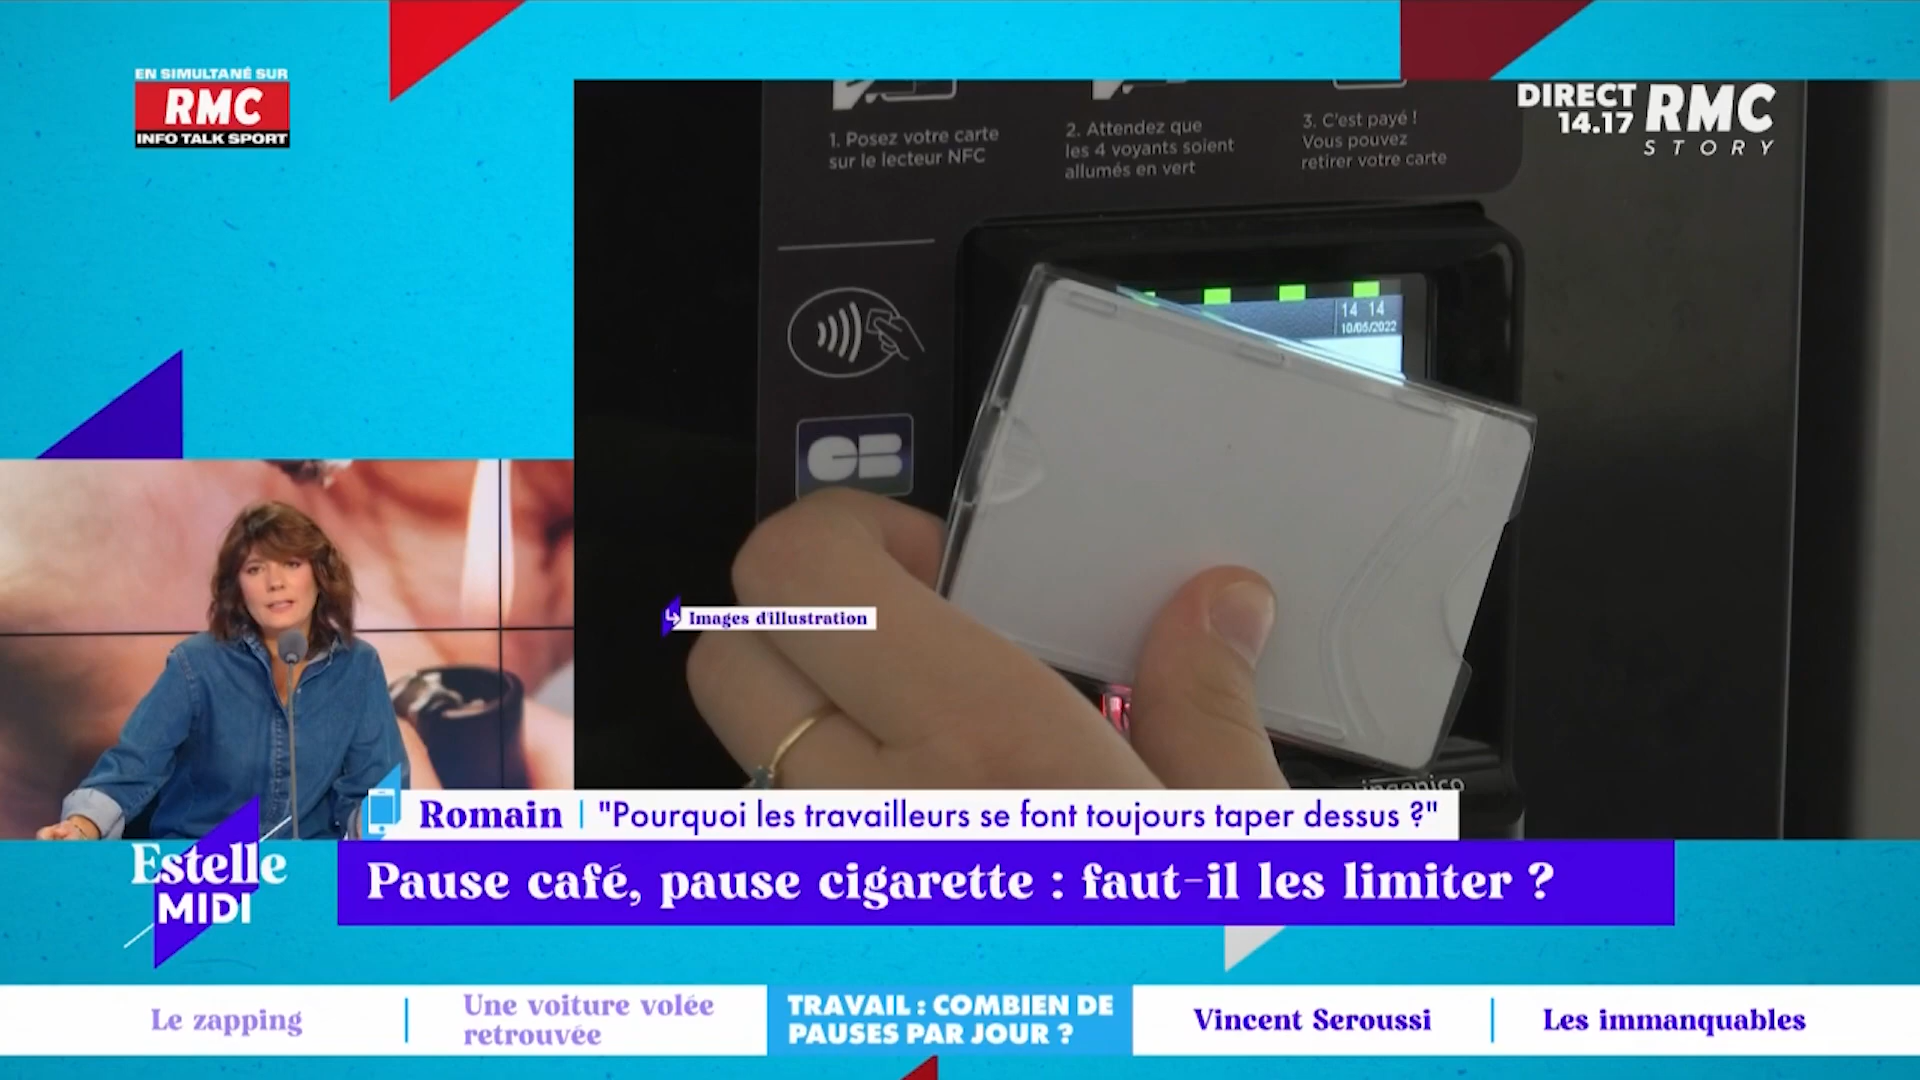 EN SIMULTANÉ SUR
RMC
INFO TALK SPORT
DIRECT
14.17
RMC
STORY
1. Posez votre carte
sur le lecteur NFC
2. Attendez que
les 4 voyants soient
allumés en vert
3. C'est payé !
Vous pouvez
retirer votre carte
14 14
10/05/2022
CB
Images d'illustration
ingenico
Romain | "Pourquoi les travailleurs se font toujours taper dessus ?"
Estelle
MIDI
Pause café, pause cigarette : faut-il les limiter ?
Le zapping
Une voiture volée
retrouvée
TRAVAIL : COMBIEN DE
PAUSES PAR JOUR ?
Vincent Seroussi
Les immanquables